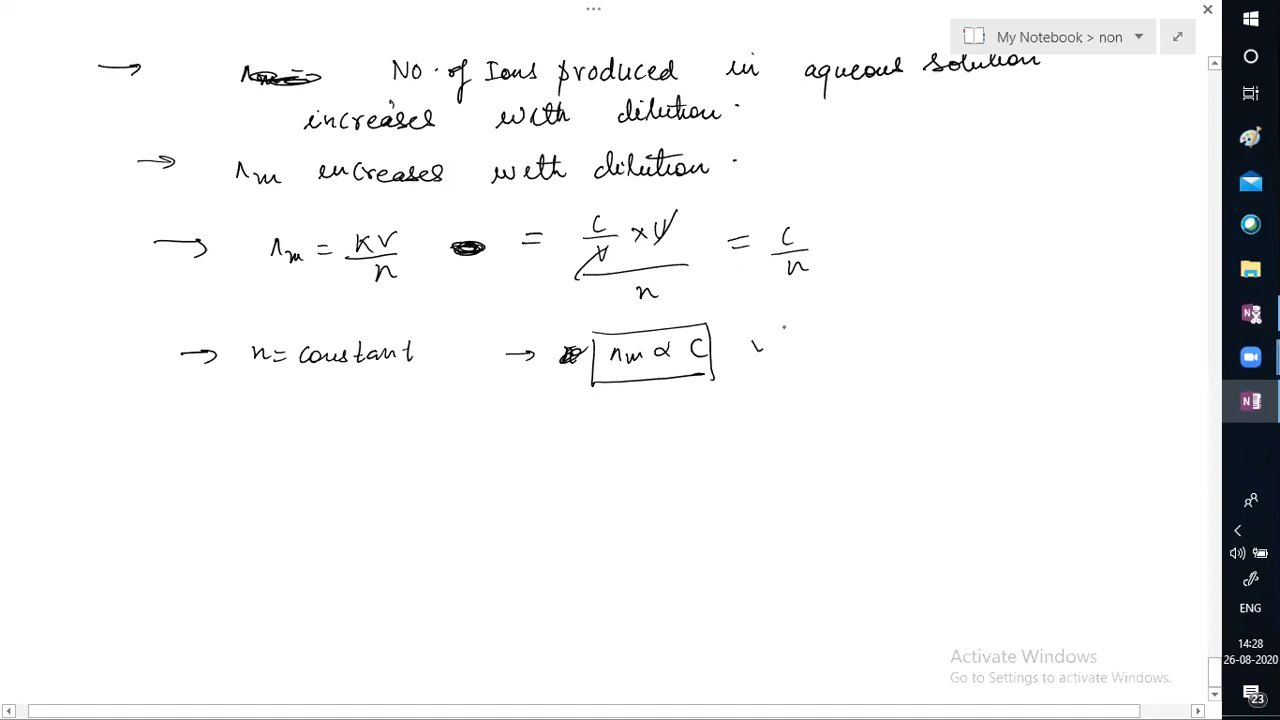 My Notebook > non
→ No. of Ions produced in aqueous solution
increases with dilution.
→ Λm increases with dilution.
→ Λm = KV/n = (C/V × V)/n = C/n
→ n = constant → Λm ∝ C
Activate Windows
Go to Settings to activate Windows.
ENG
14:28
26-08-2020
23